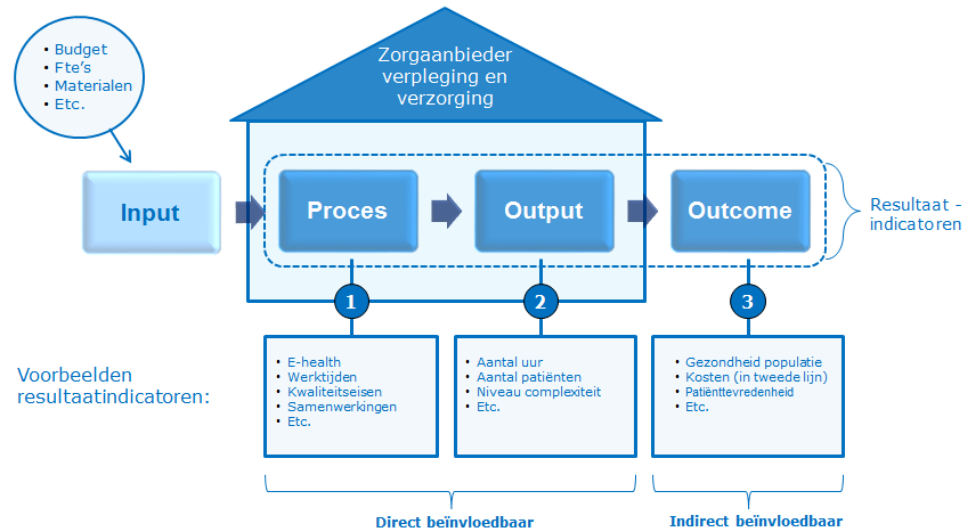 • Budget
• Fte's
• Materialen
• Etc.
Zorgaanbieder
verpleging en
verzorging
Input
Proces
Output
Outcome
Resultaat -
indicatoren
1
2
3
Voorbeelden
resultaatindicatoren:
• E-health
• Werktijden
• Kwaliteitseisen
• Samenwerkingen
• Etc.
• Aantal uur
• Aantal patiënten
• Niveau complexiteit
• Etc.
• Gezondheid populatie
• Kosten (in tweede lijn)
• Patiënttevredenheid
• Etc.
Direct beïnvloedbaar
Indirect beïnvloedbaar